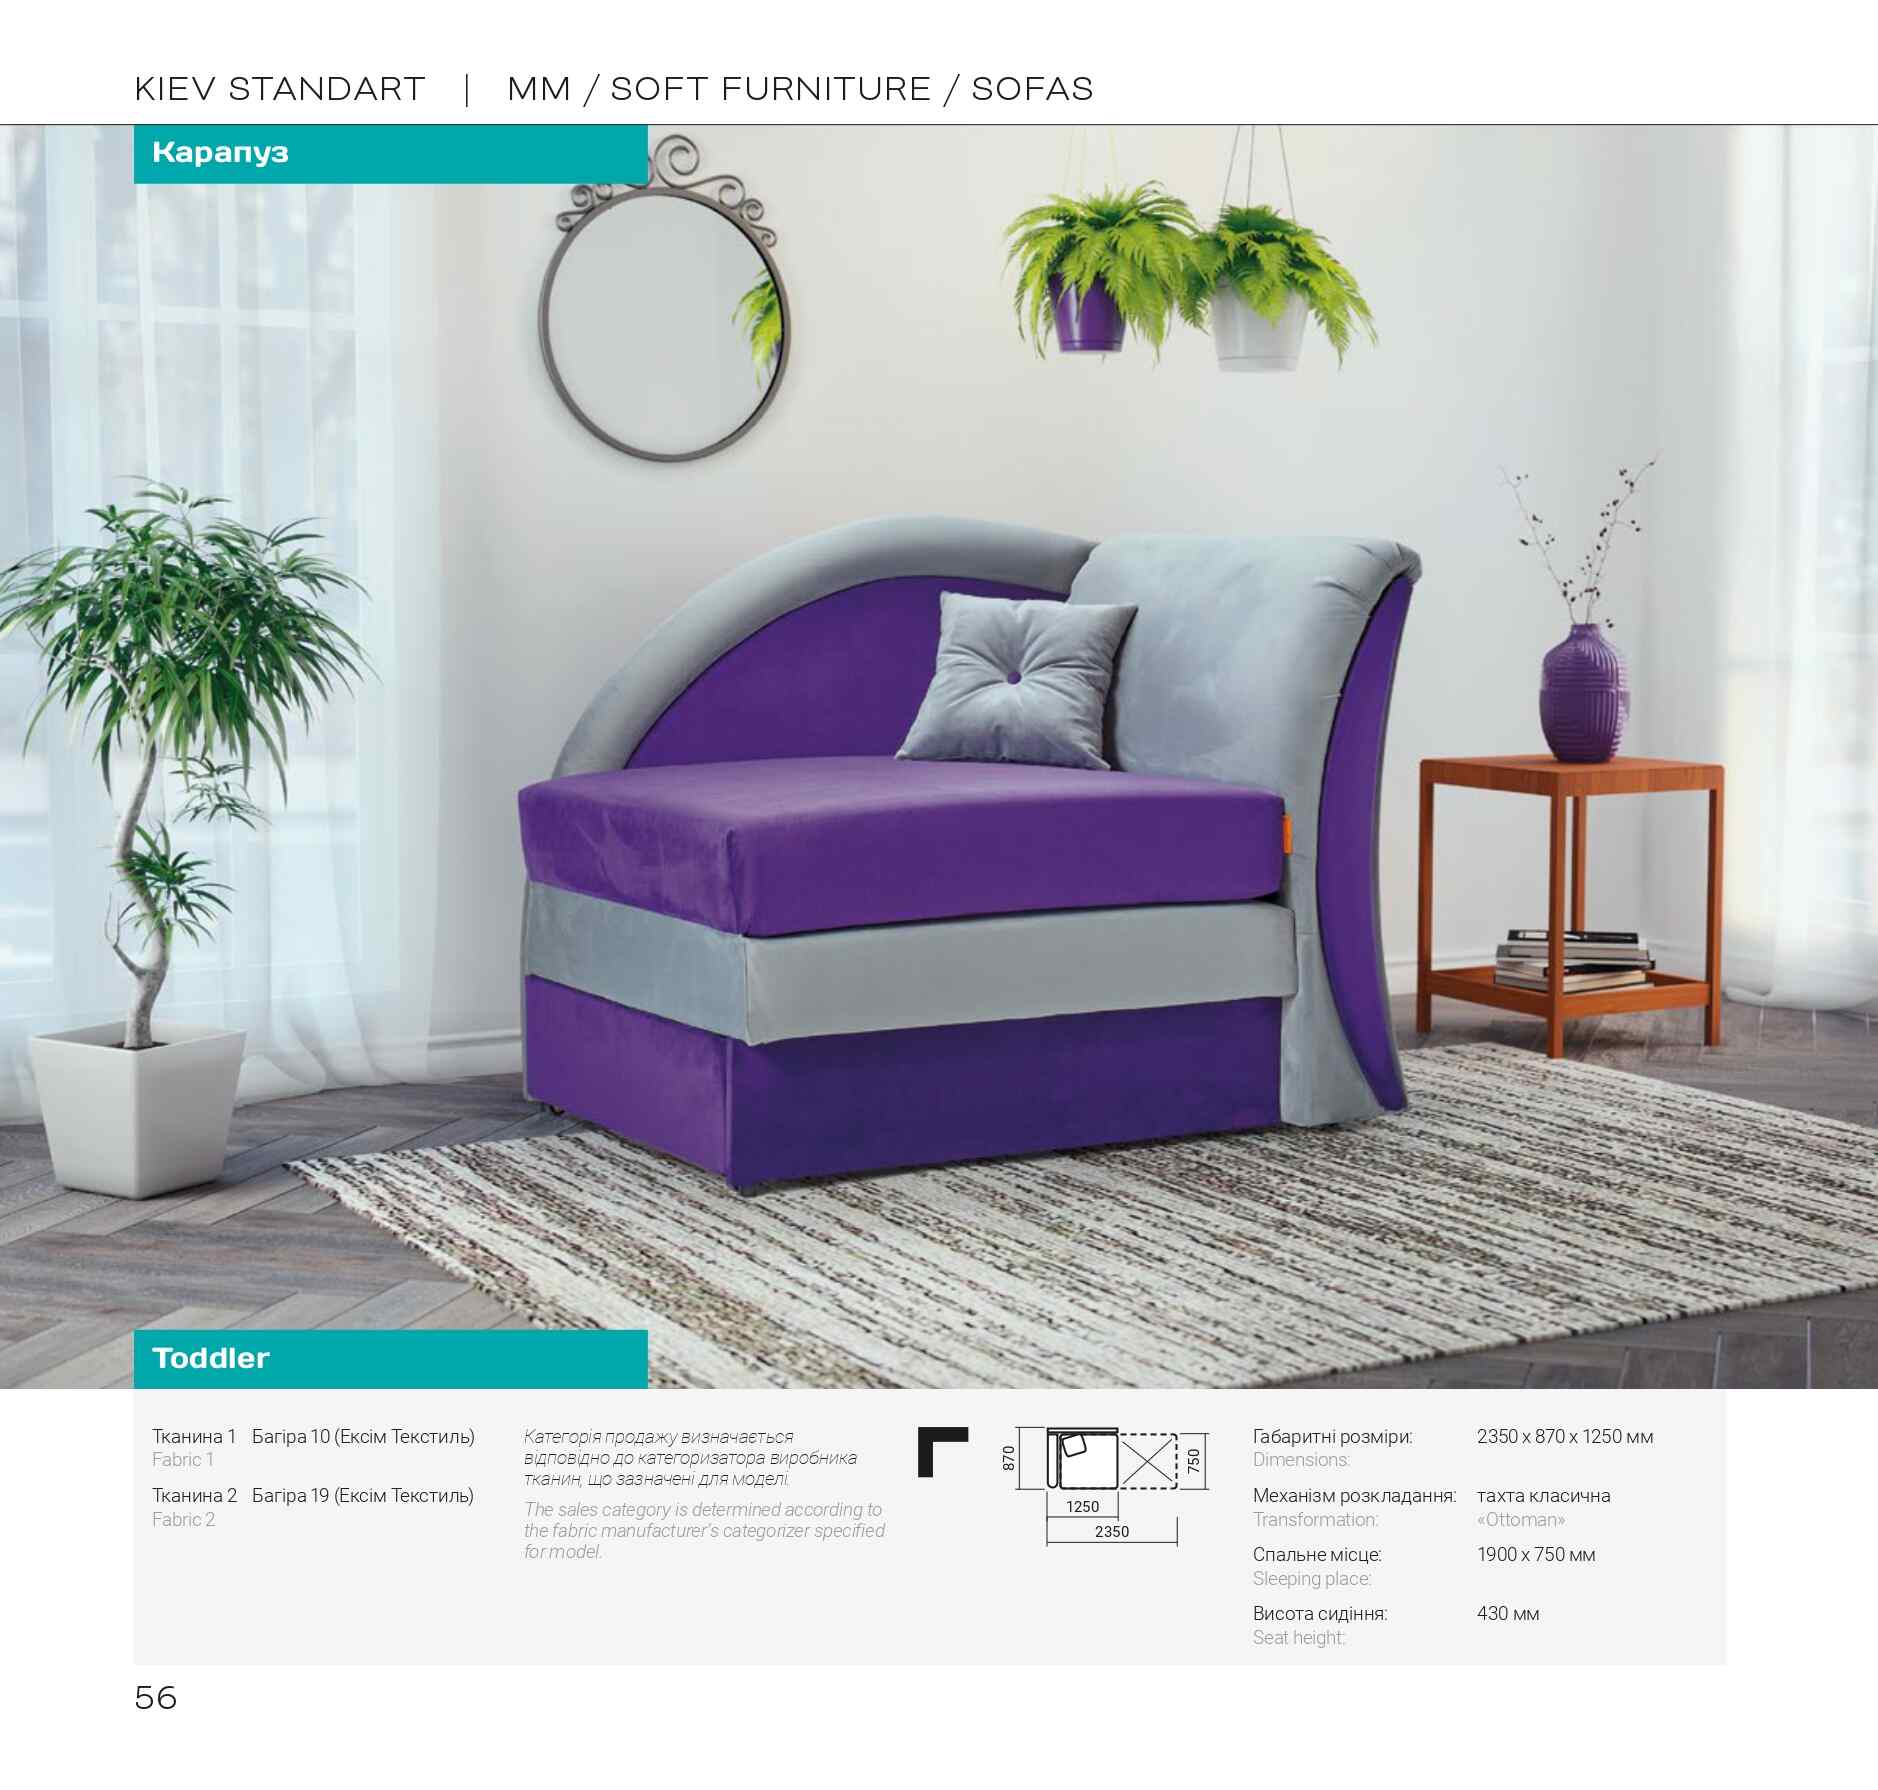 KIEV STANDART | MM / SOFT FURNITURE / SOFAS
Карапуз
Toddler
Тканина 1 Багіра 10 (Ексім Текстиль)
Fabric 1
Тканина 2 Багіра 19 (Ексім Текстиль)
Fabric 2
Категорія продажу визначається
відповідно до категоризатора виробника
тканин, що зазначені для моделі.
The sales category is determined according to
the fabric manufacturer's categorizer specified
for model.
870
750
1250
2350
Габаритні розміри: 2350 х 870 х 1250 мм
Dimensions:
Механізм розкладання: тахта класична
Transformation: «Ottoman»
Спальне місце: 1900 х 750 мм
Sleeping place:
Висота сидіння: 430 мм
Seat height:
56